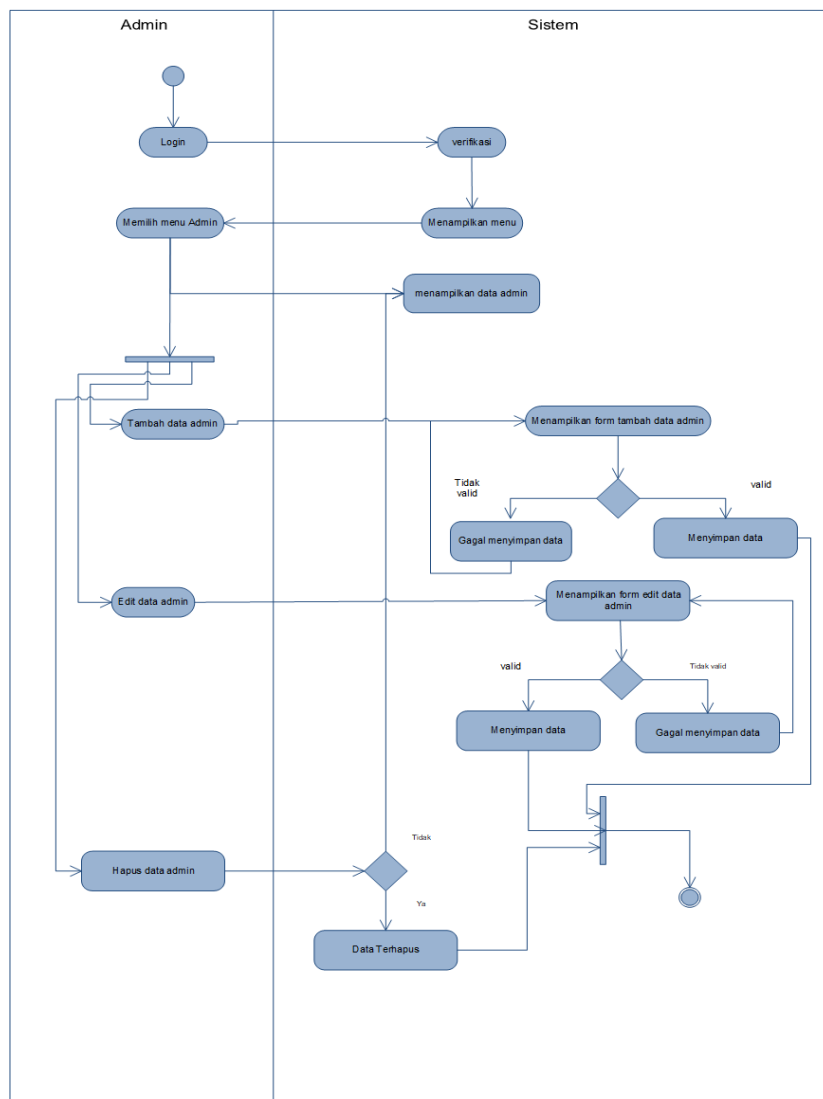 Admin
Sistem
Login
verifikasi
Memilih menu Admin
Menampilkan menu
menampilkan data admin
Tambah data admin
Menampilkan form tambah data admin
Tidak
valid
valid
Gagal menyimpan data
Menyimpan data
Edit data admin
Menampilkan form edit data
admin
valid
Tidak valid
Menyimpan data
Gagal menyimpan data
Tidak
Hapus data admin
Ya
Data Terhapus